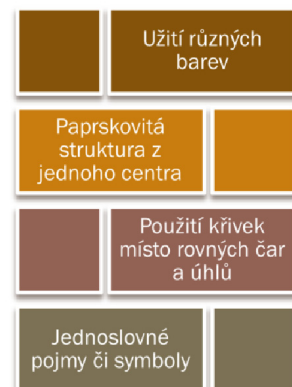 Užití různých
barev
Paprskovitá
struktura z
jednoho centra
Použití křivek
místo rovných čar
a úhlů
Jednoslovné
pojmy či symboly